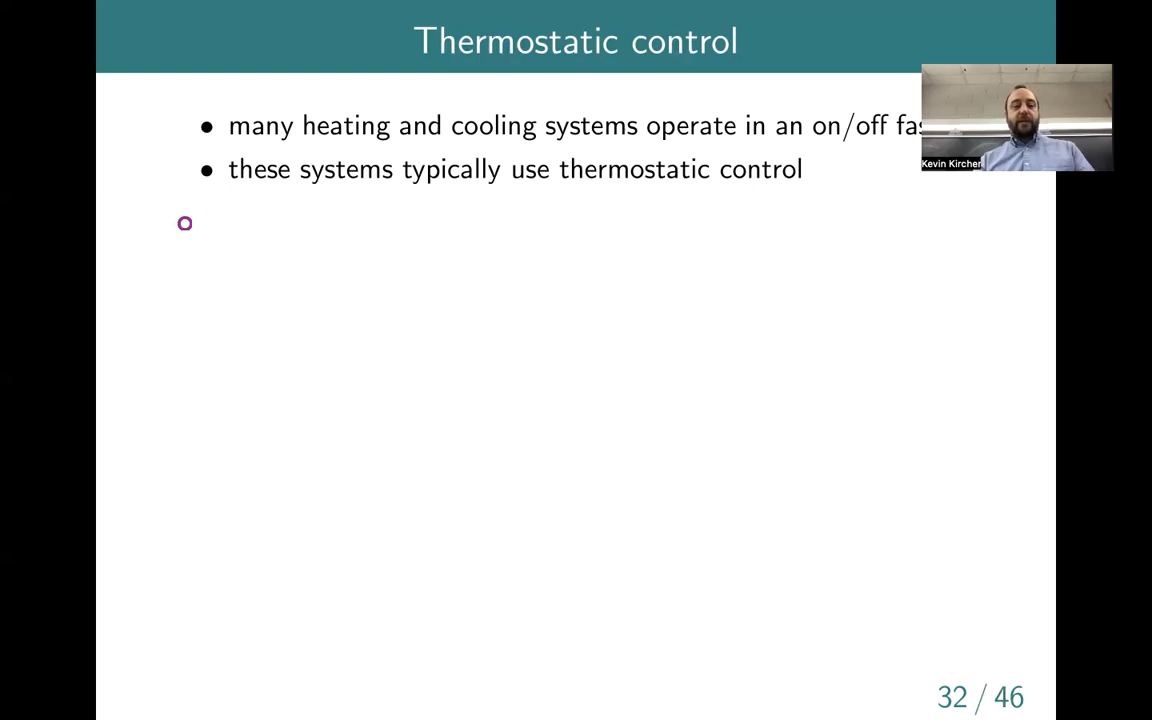 Thermostatic control
• many heating and cooling systems operate in an on/off
• these systems typically use thermostatic control
Kevin Kircher
32 / 46